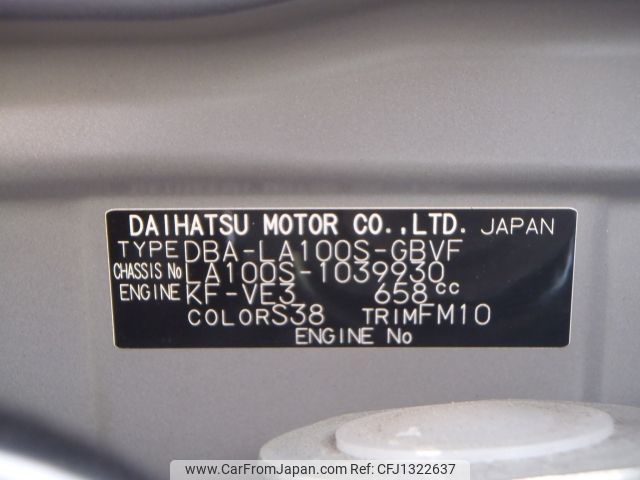 DAIHATSU MOTOR CO.,LTD. JAPAN
TYPE DBA-LA100S-GBVF
CHASSIS No LA100S-1039930
ENGINE KF-VE3 658cc
COLOR S38 TRIM FM10
ENGINE No
www.CarFromJapan.com - CFJ1322637